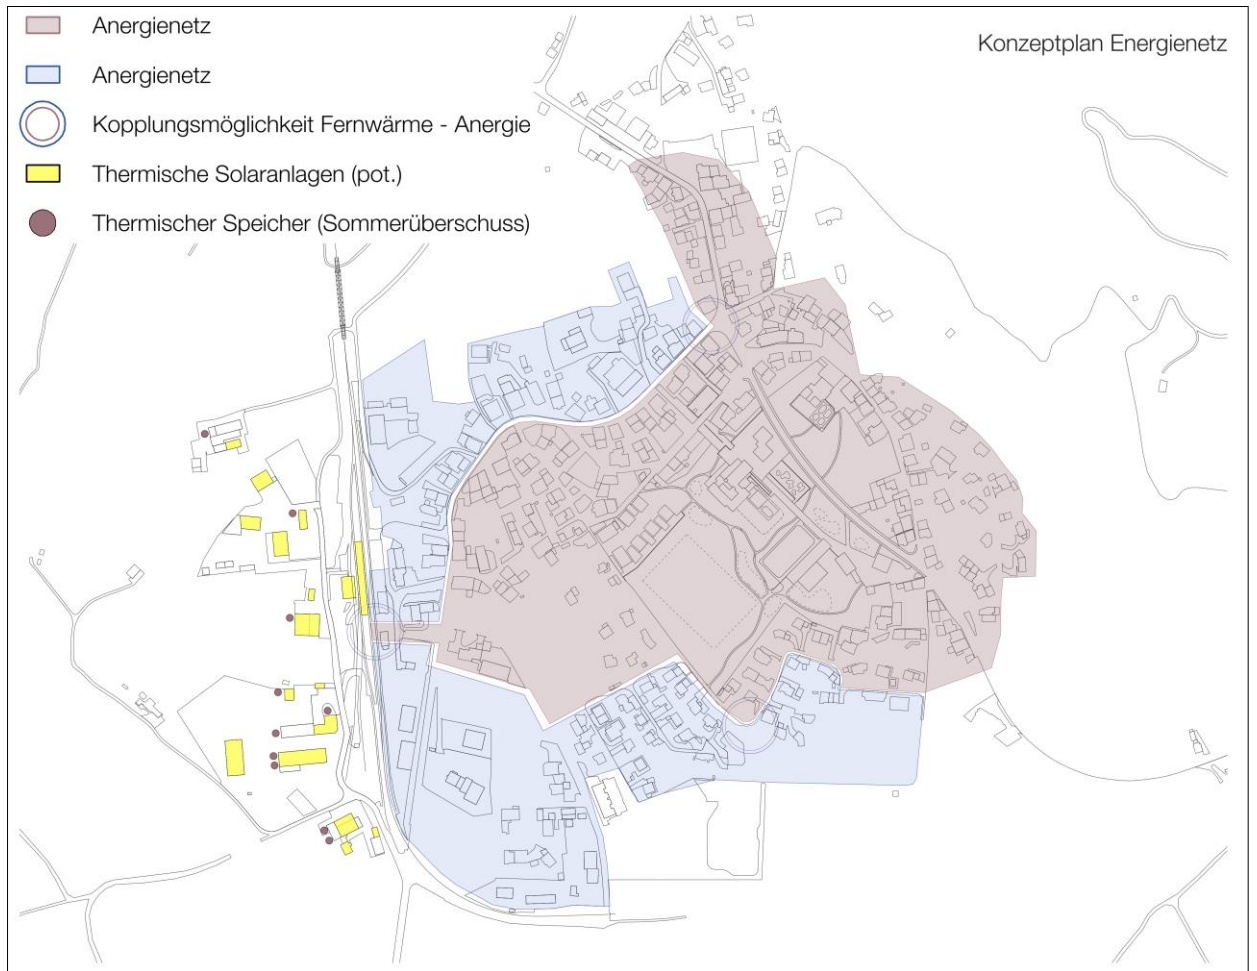 Anergienetz
Konzeptplan Energienetz
Anergienetz
Kopplungsmöglichkeit Fernwärme - Anergie
Thermische Solaranlagen (pot.)
Thermischer Speicher (Sommerüberschuss)